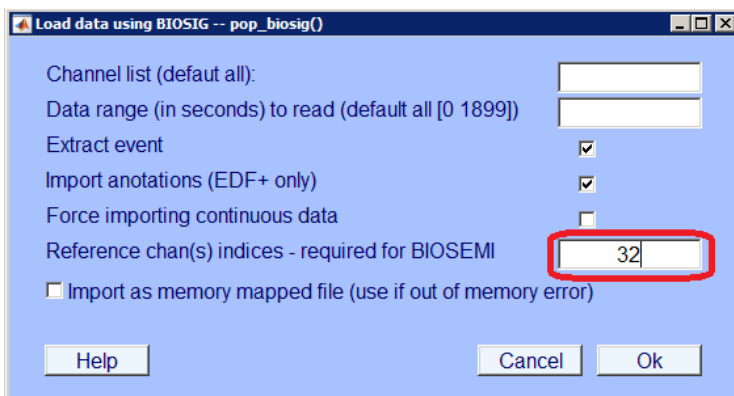 Load data using BIOSIG -- pop_biosig()
Channel list (defaut all):
Data range (in seconds) to read (default all [0 1899])
Extract event
Import anotations (EDF+ only)
Force importing continuous data
Reference chan(s) indices - required for BIOSEMI 32
Import as memory mapped file (use if out of memory error)
Help Cancel Ok